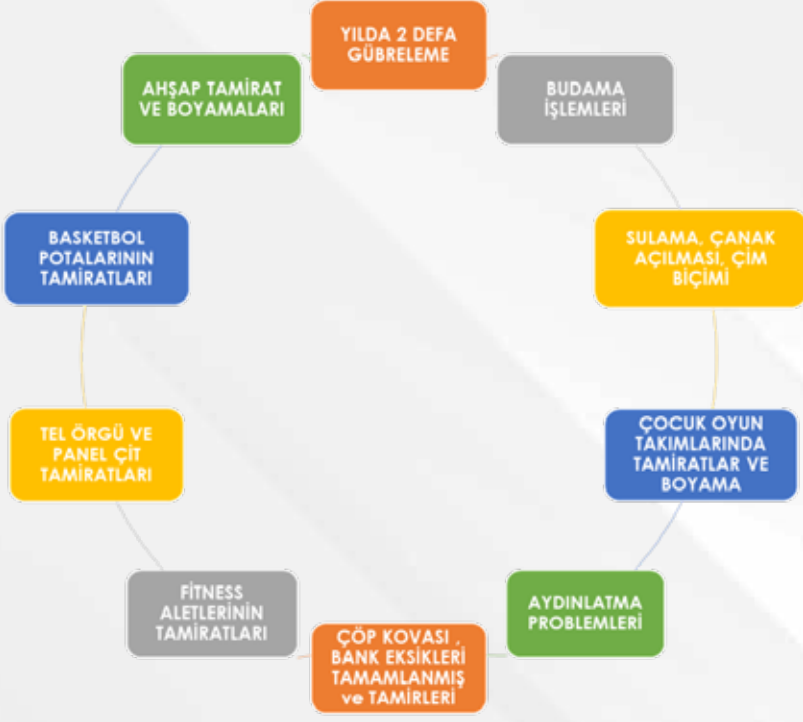 YILDA 2 DEFA
GÜBRELEME
BUDAMA
İŞLEMLERİ
SULAMA, ÇANAK
AÇILMASI, ÇİM
BİÇİMİ
ÇOCUK OYUN
TAKIMLARINDA
TAMİRATLAR VE
BOYAMA
AYDINLATMA
PROBLEMLERİ
ÇÖP KOVASI ,
BANK EKSİKLERİ
TAMAMLANMIŞ
ve TAMİRLERİ
FİTNESS
ALETLERİNİN
TAMİRATLARI
TEL ÖRGÜ VE
PANEL ÇİT
TAMİRATLARI
BASKETBOL
POTALARININ
TAMİRATLARI
AHŞAP TAMİRAT
VE BOYAMALARI